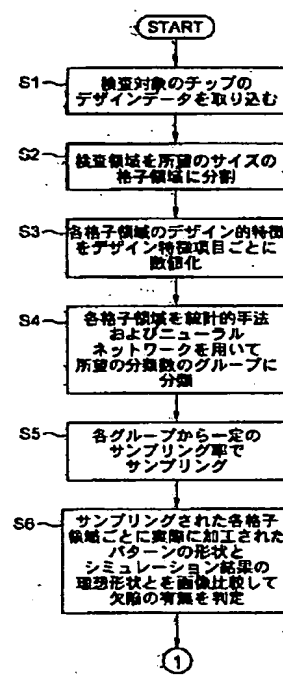 START
S1
検査対象のチップの
デザインデータを取り込む
S2
検査領域を所望のサイズの
格子領域に分割
S3
各格子領域のデザイン的特徴
をデザイン特徴項目ごとに
数値化
S4
各格子領域を統計的手法
およびニューラル
ネットワークを用いて
所望の分類数のグループに
分類
S5
各グループから一定の
サンプリング率で
サンプリング
S6
サンプリングされた各格子
領域ごとに実際に加工された
パターンの形状と
シミュレーション結果の
理想形状とを画像比較して
欠陥の有無を判定
1